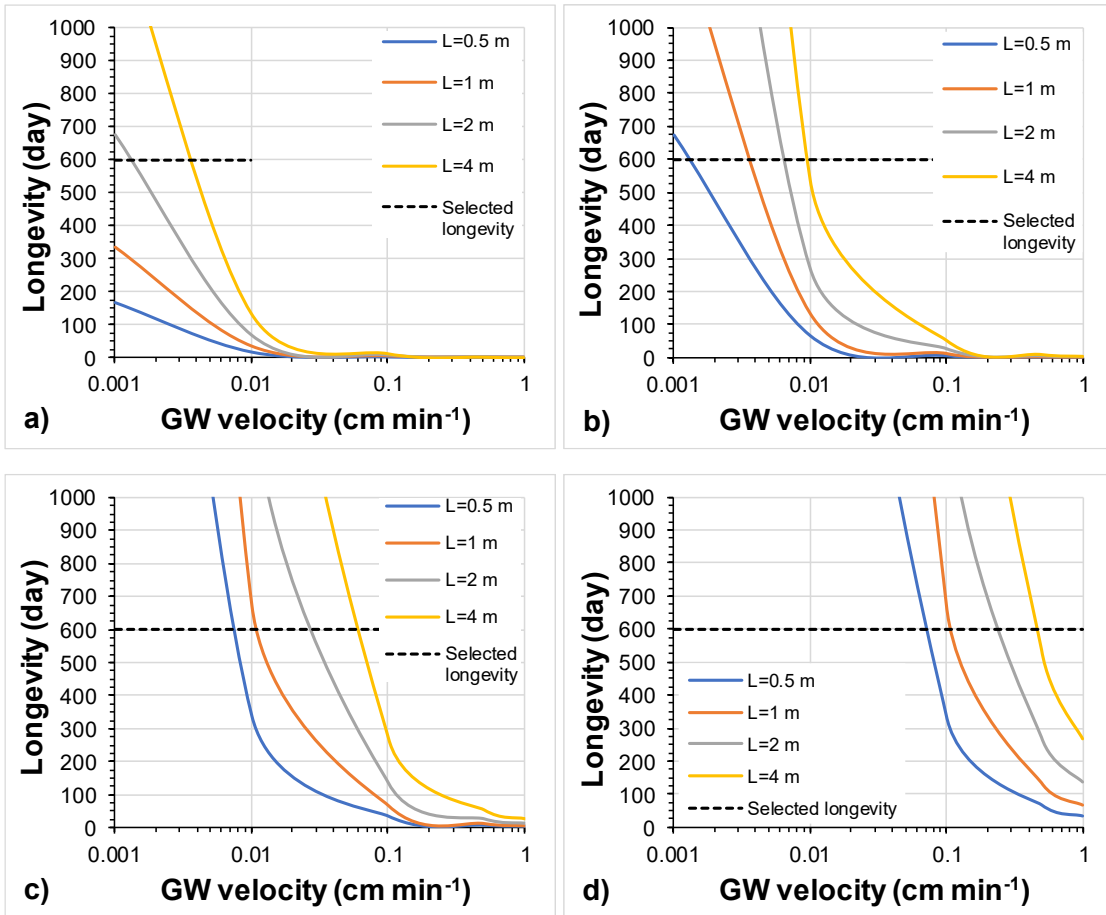 1000
900
800
700
600
500
400
300
200
100
0
Longevity (day)
L=0.5 m
L=1 m
L=2 m
L=4 m
Selected
longevity
0.001 0.01 0.1 1
a) GW velocity (cm min-1)
1000
900
800
700
600
500
400
300
200
100
0
Longevity (day)
L=0.5 m
L=1 m
L=2 m
L=4 m
Selected
longevity
0.001 0.01 0.1 1
b) GW velocity (cm min-1)
1000
900
800
700
600
500
400
300
200
100
0
Longevity (day)
L=0.5 m
L=1 m
L=2 m
L=4 m
Selected
longevity
0.001 0.01 0.1 1
c) GW velocity (cm min-1)
1000
900
800
700
600
500
400
300
200
100
0
Longevity (day)
L=0.5 m
L=1 m
L=2 m
L=4 m
Selected longevity
0.001 0.01 0.1 1
d) GW velocity (cm min-1)